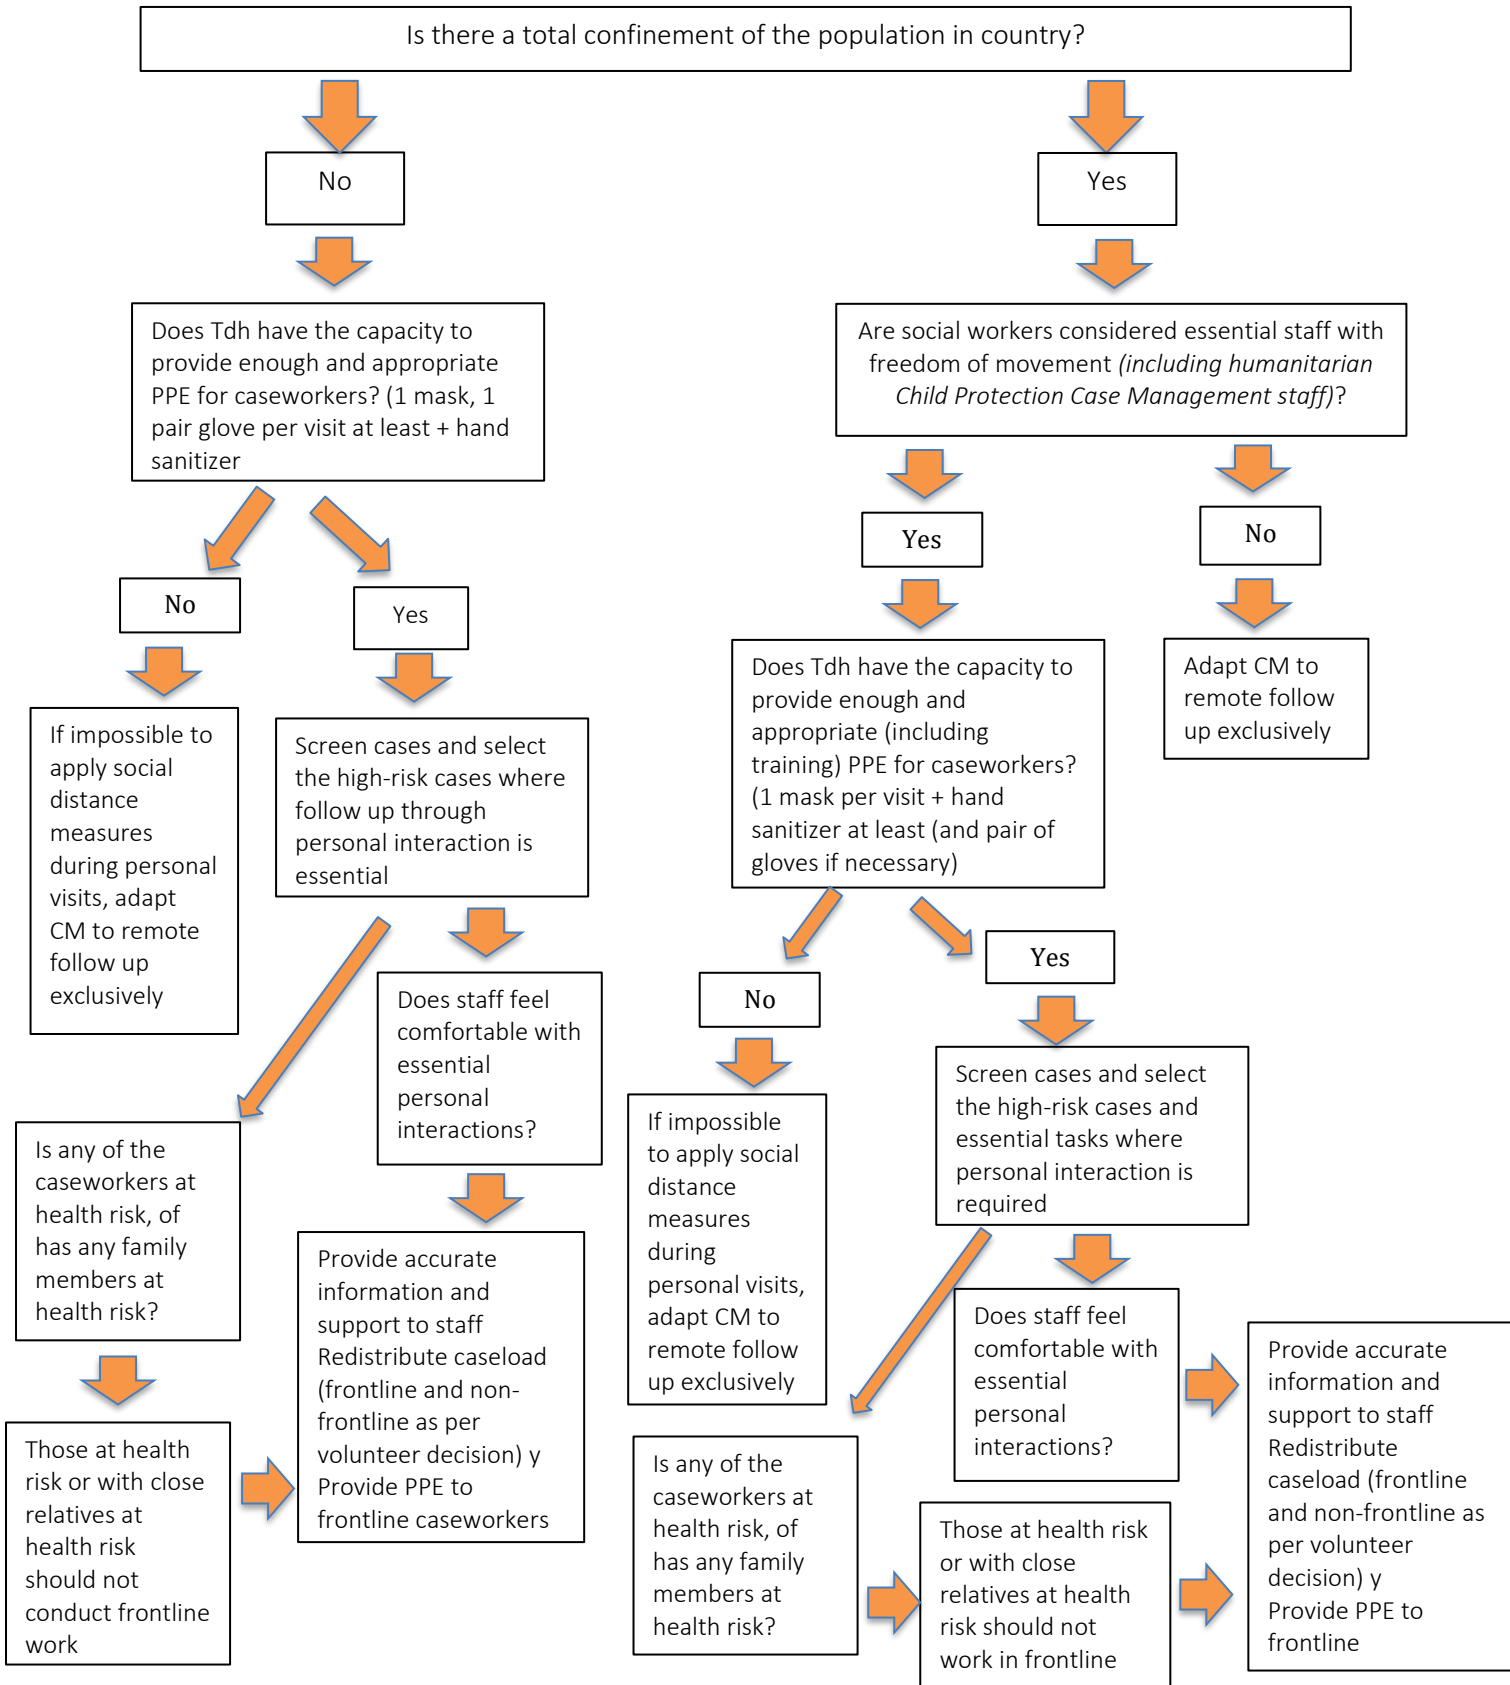 Is there a total confinement of the population in country?
No
Yes
Does Tdh have the capacity to
provide enough and appropriate
PPE for caseworkers? (1 mask, 1
pair glove per visit at least + hand
sanitizer
Are social workers considered essential staff with
freedom of movement (including humanitarian
Child Protection Case Management staff)?
No
Yes
Yes
No
If impossible to
apply social
distance
measures
during personal
visits, adapt
CM to remote
follow up
exclusively
Screen cases and select
the high-risk cases where
follow up through
personal interaction is
essential
Does Tdh have the capacity to
provide enough and
appropriate (including
training) PPE for caseworkers?
(1 mask per visit + hand
sanitizer at least (and pair of
gloves if necessary)
Adapt CM to
remote follow
up exclusively
Does staff feel
comfortable with
essential
personal
interactions?
No
Yes
Is any of the
caseworkers at
health risk, of
has any family
members at
health risk?
If impossible
to apply social
distance
measures
during
personal visits,
adapt CM to
remote follow
up exclusively
Screen cases and select
the high-risk cases and
essential tasks where
personal interaction is
required
Provide accurate
information and
support to staff
Redistribute caseload
(frontline and non-
frontline as per
volunteer decision) y
Provide PPE to
frontline caseworkers
Does staff feel
comfortable with
essential
personal
interactions?
Provide accurate
information and
support to staff
Redistribute
caseload (frontline
and non-frontline as
per volunteer
decision) y
Provide PPE to
frontline
Those at health
risk or with close
relatives at
health risk
should not
conduct frontline
work
Is any of the
caseworkers at
health risk, of
has any family
members at
health risk?
Those at health risk
or with close
relatives at health
risk should not
work in frontline